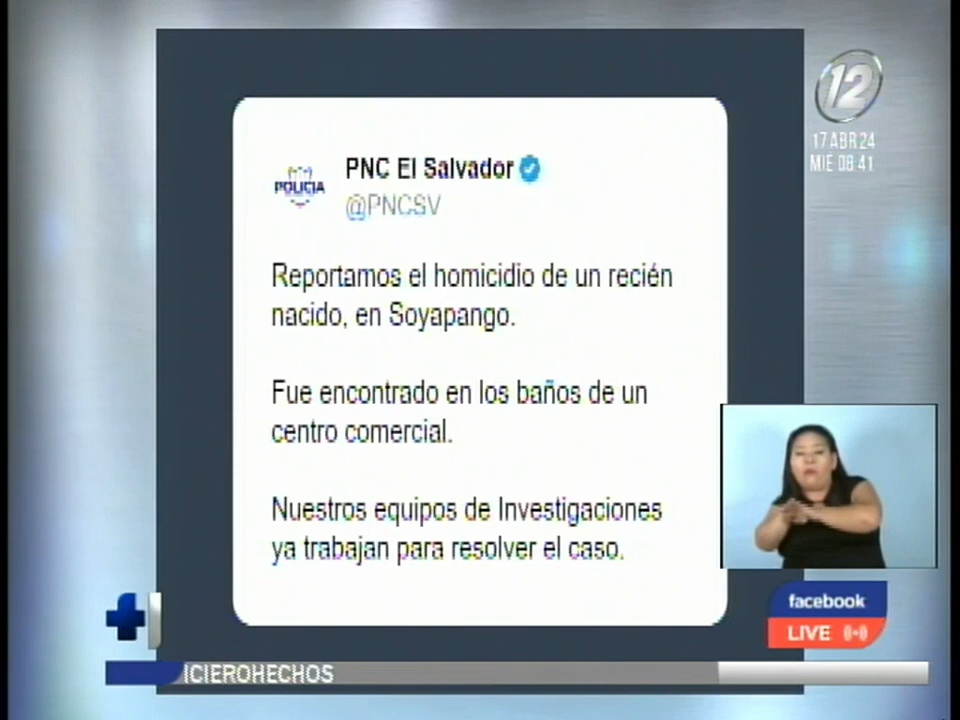 12
17 ABR 24
MIE 08:41
POLICIA
PNC El Salvador
@PNCSV
Reportamos el homicidio de un recién
nacido, en Soyapango.
Fue encontrado en los baños de un
centro comercial.
Nuestros equipos de Investigaciones
ya trabajan para resolver el caso.
facebook
LIVE
ICIEROHECHOS